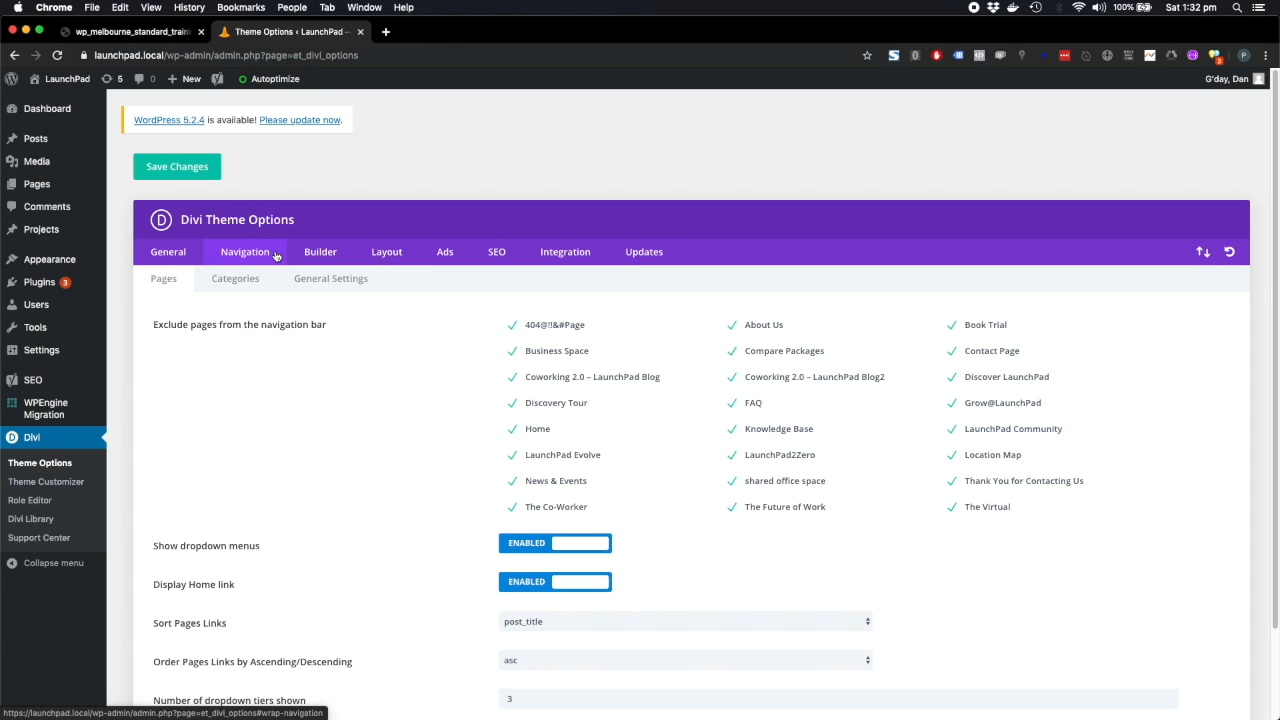 Chrome File Edit View History Bookmarks People Tab Window Help 100% Sat 1:32 pm
wp_melbourne_standard_traini Theme Options ‹ LaunchPad —
launchpad.local/wp-admin/admin.php?page=et_divi_options
LaunchPad 5 0 New Autoptimize G'day, Dan
Dashboard
Posts
Media
Pages
Comments
Projects
Appearance
Plugins 3
Users
Tools
Settings
SEO
WPEngine
Migration
Divi
Theme Options
Theme Customizer
Role Editor
Divi Library
Support Center
Collapse menu
WordPress 5.2.4 is available! Please update now.
Save Changes
D Divi Theme Options
General Navigation Builder Layout Ads SEO Integration Updates
Pages Categories General Settings
Exclude pages from the navigation bar
404@!!&#Page About Us Book Trial
Business Space Compare Packages Contact Page
Coworking 2.0 – LaunchPad Blog Coworking 2.0 – LaunchPad Blog2 Discover LaunchPad
Discovery Tour FAQ Grow@LaunchPad
Home Knowledge Base LaunchPad Community
LaunchPad Evolve LaunchPad2Zero Location Map
News & Events shared office space Thank You for Contacting Us
The Co-Worker The Future of Work The Virtual
Show dropdown menus ENABLED
Display Home link ENABLED
Sort Pages Links post_title
Order Pages Links by Ascending/Descending asc
Number of dropdown tiers shown 3
https://launchpad.local/wp-admin/admin.php?page=et_divi_options#wrap-navigation